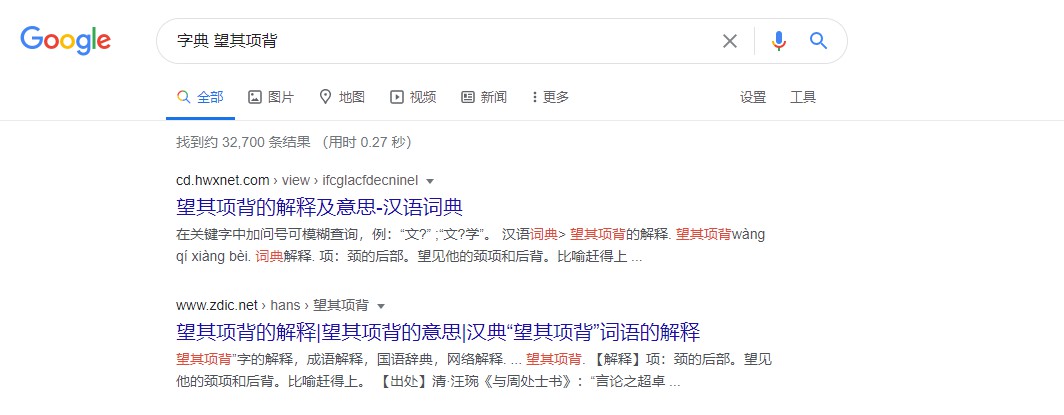 Google
字典 望其项背
全部 图片 地图 视频 新闻 更多 设置 工具
找到约 32,700 条结果 （用时 0.27 秒）
cd.hwxnet.com › view › ifcglacfdecninel
望其项背的解释及意思-汉语词典
在关键字中加问号可模糊查询，例：“文?” ;“文?学”。 汉语词典> 望其项背的解释. 望其项背wàng
qí xiàng bèi. 词典解释. 项：颈的后部。望见他的颈项和后背。比喻赶得上 ...
www.zdic.net › hans › 望其项背
望其项背的解释|望其项背的意思|汉典“望其项背”词语的解释
望其项背”字的解释，成语解释，国语辞典，网络解释. ... 望其项背. 【解释】项：颈的后部。望见
他的颈项和后背。比喻赶得上。 【出处】清·汪琬《与周处士书》：“言论之超卓 ...